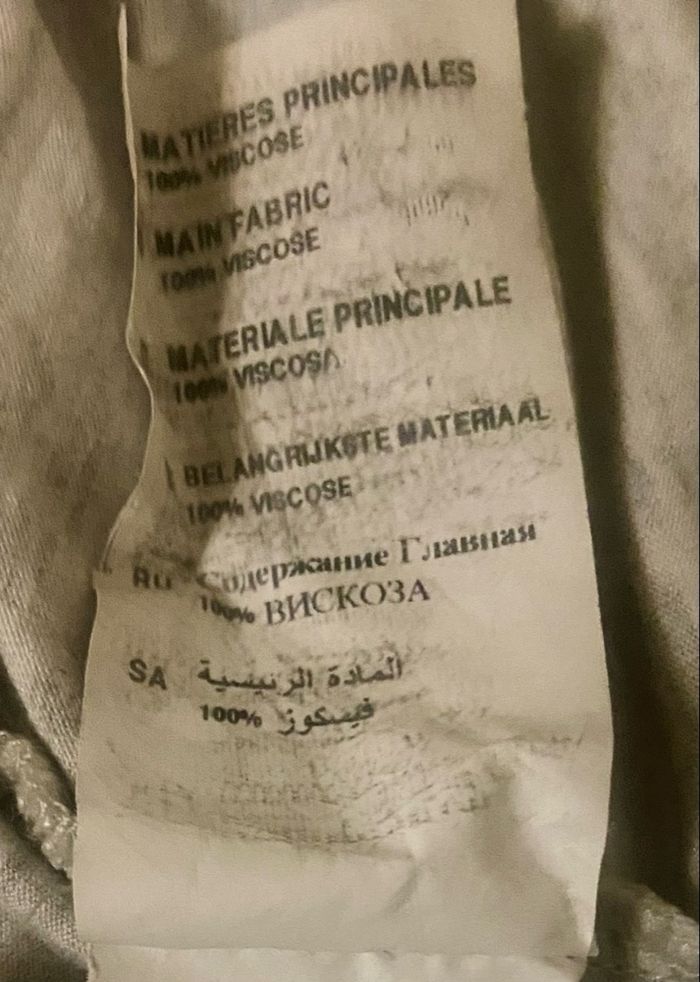 MATIERES PRINCIPALES
100% VISCOSE
MAIN FABRIC
100% VISCOSE
MATERIALE PRINCIPALE
100% VISCOSA
BELANGRIJKSTE MATERIAAL
100% VISCOSE
RU Содержание Главная
100% ВИСКОЗА
SA المادة الرئيسية
100% فيسكوز